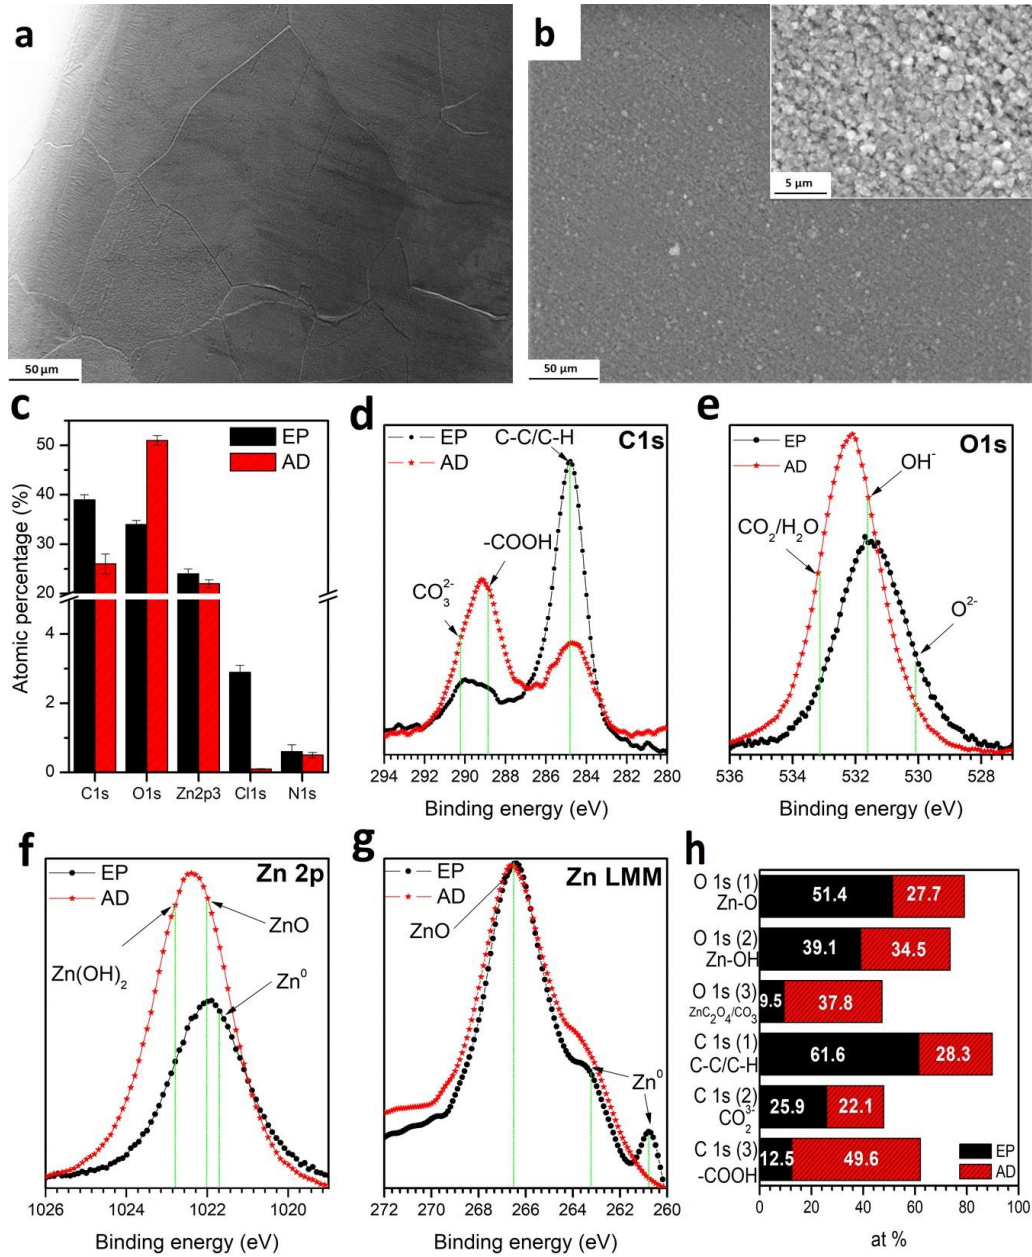 a
50 µm
b
5 µm
50 µm
c
Atomic percentage (%)
50
40
30
20
4
2
0
EP
AD
C1s
O1s
Zn2p3
Cl1s
N1s
d
EP
AD
C-C/C-H
C1s
-COOH
CO₃²⁻
294 292 290 288 286 284 282 280
Binding energy (eV)
e
EP
AD
O1s
OH⁻
CO₂/H₂O
O²⁻
536 534 532 530 528
Binding energy (eV)
f
EP
AD
Zn 2p
ZnO
Zn(OH)₂
Zn⁰
1026 1024 1022 1020
Binding energy (eV)
g
EP
AD
Zn LMM
ZnO
Zn⁰
272 270 268 266 264 262 260
Binding energy (eV)
h
O 1s (1)
Zn-O
51.4 27.7
O 1s (2)
Zn-OH
39.1 34.5
O 1s (3)
ZnC₂O₄/CO₃
9.5 37.8
C 1s (1)
C-C/C-H
61.6 28.3
C 1s (2)
CO₂³⁻
25.9 22.1
C 1s (3)
-COOH
12.5 49.6
EP
AD
0 20 40 60 80 100
at %